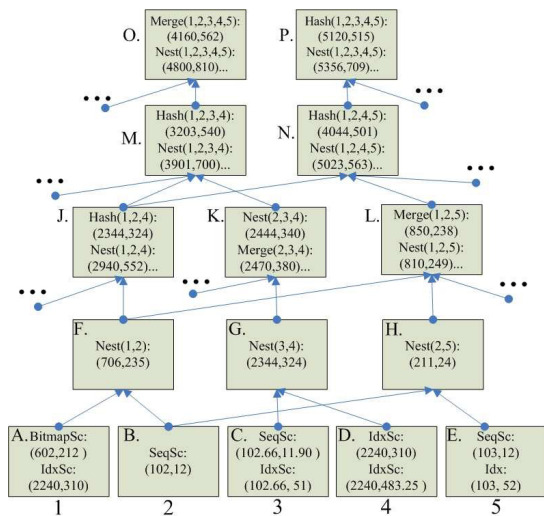 O.
Merge(1,2,3,4,5):
(4160,562)
Nest(1,2,3,4,5):
(4800,810)...
P.
Hash(1,2,3,4,5):
(5120,515)
Nest(1,2,3,4,5):
(5356,709)...
...
...
M.
Hash(1,2,3,4):
(3203,540)
Nest(1,2,3,4):
(3901,700)...
N.
Hash(1,2,4,5):
(4044,501)
Nest(1,2,4,5):
(5023,563)...
...
...
J.
Hash(1,2,4):
(2344,324)
Nest(1,2,4):
(2940,552)...
K.
Nest(2,3,4):
(2444,340)
Merge(2,3,4):
(2470,380)...
L.
Merge(1,2,5):
(850,238)
Nest(1,2,5):
(810,249)...
...
...
...
F.
Nest(1,2):
(706,235)
G.
Nest(3,4):
(2344,324)
H.
Nest(2,5):
(211,24)
A.
BitmapSc:
(602,212 )
IdxSc:
(2240,310)
B.
SeqSc:
(102,12)
C.
SeqSc:
(102.66,11.90 )
IdxSc:
(102.66, 51)
D.
IdxSc:
(2240,310)
IdxSc:
(2240,483.25 )
E.
SeqSc:
(103,12)
Idx:
(103, 52)
1 2 3 4 5